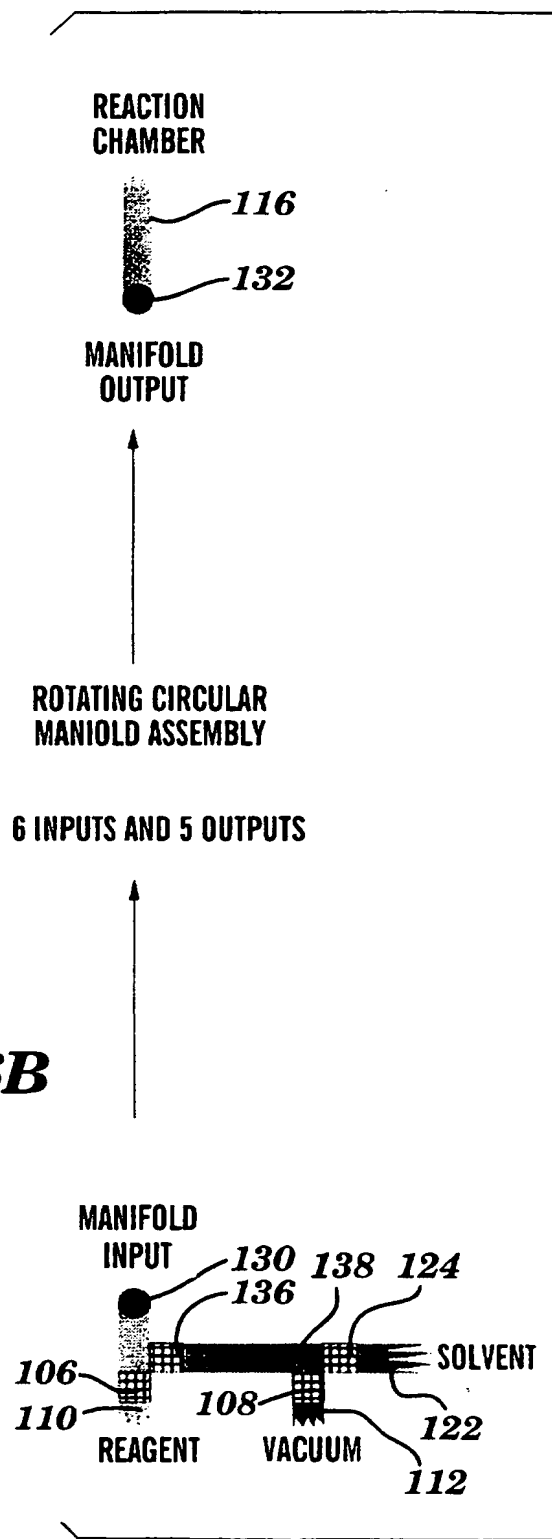 REACTION
CHAMBER
116
132
MANIFOLD
OUTPUT
ROTATING CIRCULAR
MANIOLD ASSEMBLY
6 INPUTS AND 5 OUTPUTS
B
MANIFOLD
INPUT
130
138
124
136
SOLVENT
106
110
108
122
REAGENT
VACUUM
112